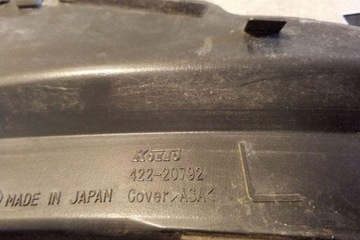 KOITO
422-20792
MADE IN JAPAN Cover >ASA<
L